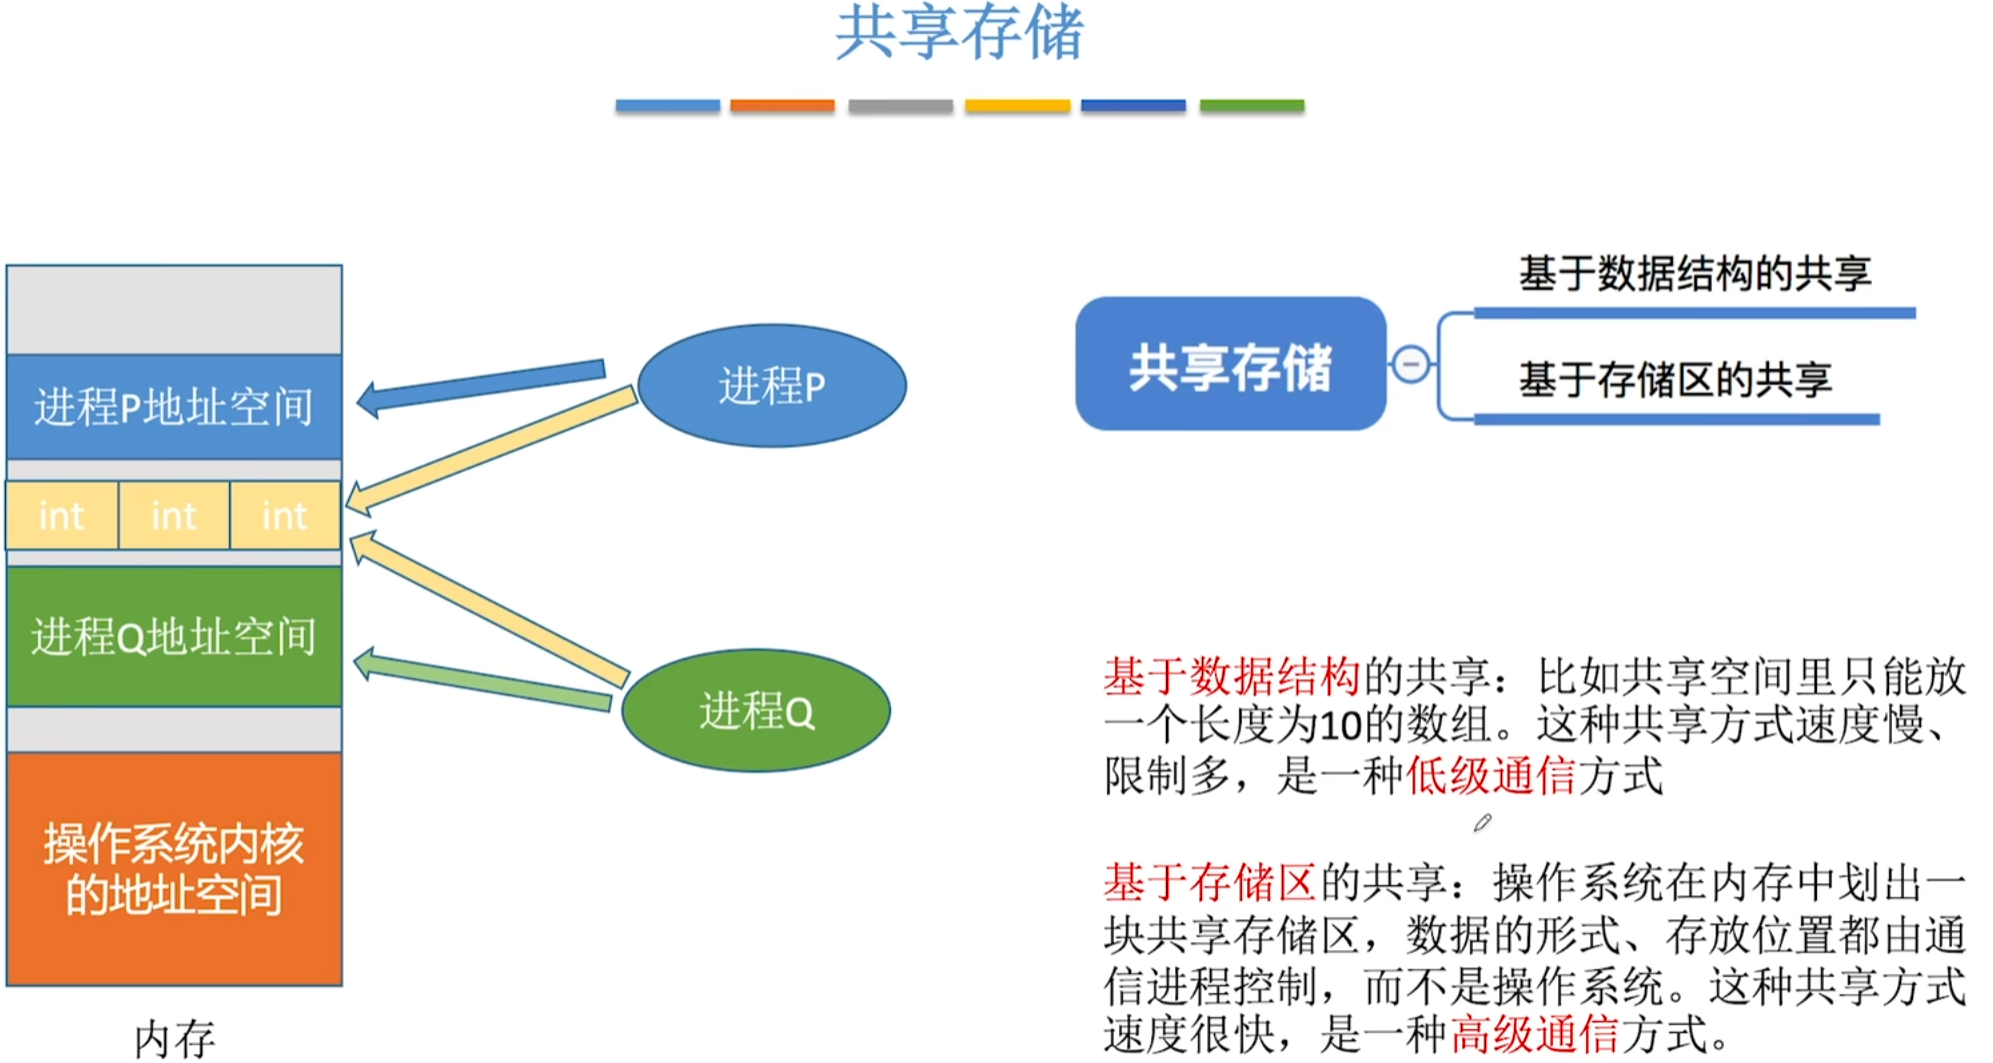 共享存储
进程P地址空间
int int int
进程Q地址空间
操作系统内核
的地址空间
内存
进程P
进程Q
共享存储
基于数据结构的共享
基于存储区的共享
基于数据结构的共享：比如共享空间里只能放
一个长度为10的数组。这种共享方式速度慢、
限制多，是一种低级通信方式
基于存储区的共享：操作系统在内存中划出一
块共享存储区，数据的形式、存放位置都由通
信进程控制，而不是操作系统。这种共享方式
速度很快，是一种高级通信方式。